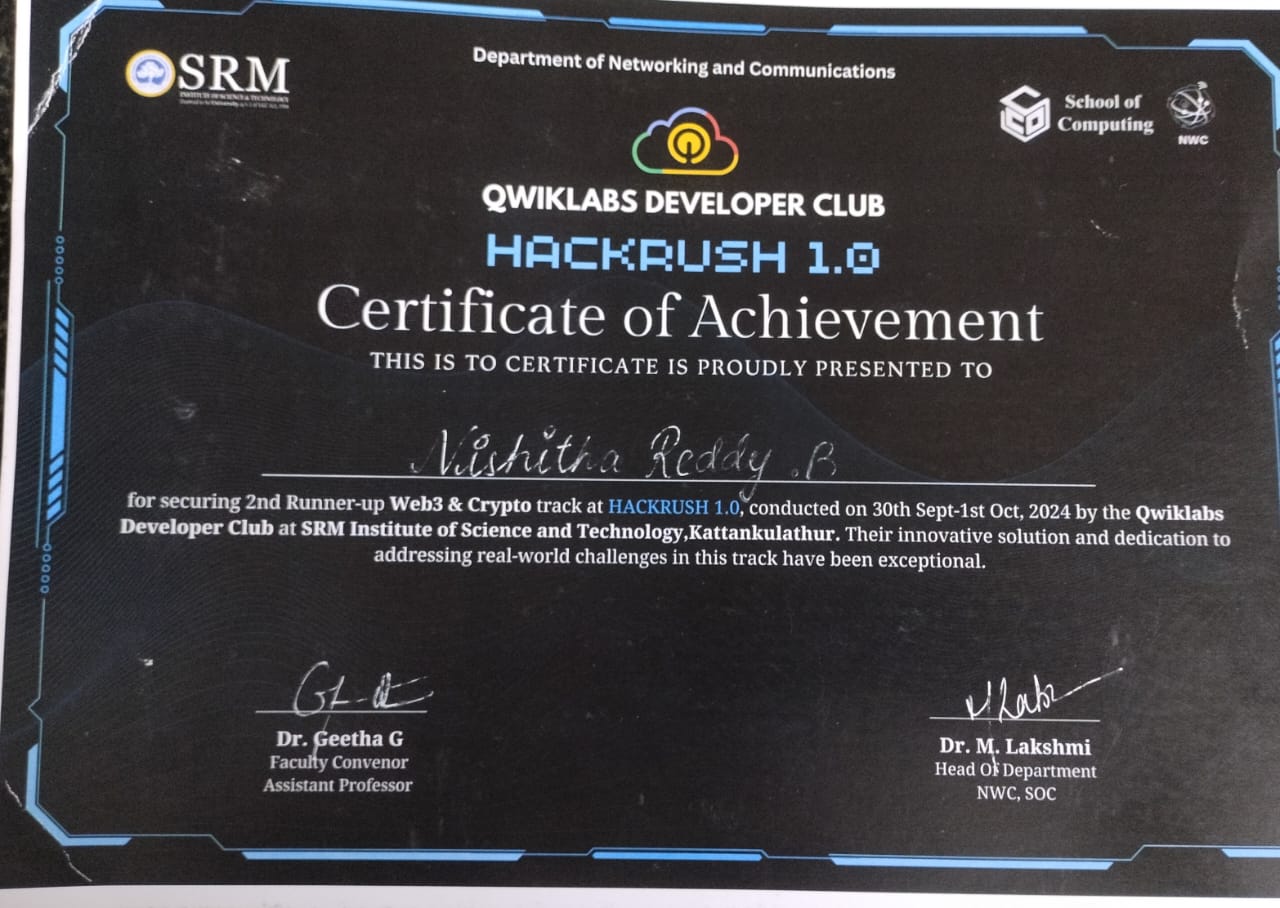 Department of Networking and Communications
SRM
INSTITUTE OF SCIENCE & TECHNOLOGY
School of
Computing
NWC
QWIKLABS DEVELOPER CLUB
HACKRUSH 1.0
Certificate of Achievement
THIS IS TO CERTIFICATE IS PROUDLY PRESENTED TO
Nishitha Reddy .B
for securing 2nd Runner-up Web3 & Crypto track at HACKRUSH 1.0, conducted on 30th Sept-1st Oct, 2024 by the Qwiklabs
Developer Club at SRM Institute of Science and Technology,Kattankulathur. Their innovative solution and dedication to
addressing real-world challenges in this track have been exceptional.
Dr. Geetha G
Faculty Convenor
Assistant Professor
Dr. M. Lakshmi
Head Of Department
NWC, SOC